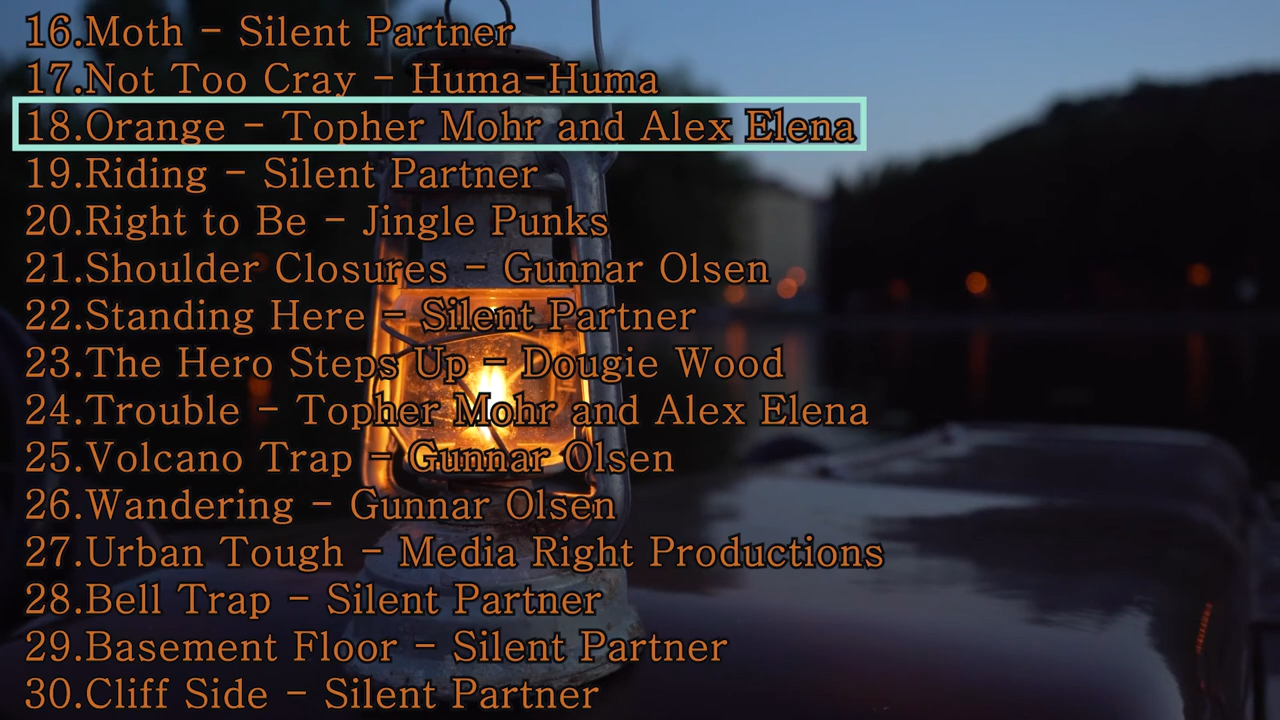 16.Moth - Silent Partner
17.Not Too Cray - Huma-Huma
18.Orange - Topher Mohr and Alex Elena
19.Riding - Silent Partner
20.Right to Be - Jingle Punks
21.Shoulder Closures - Gunnar Olsen
22.Standing Here - Silent Partner
23.The Hero Steps Up - Dougie Wood
24.Trouble - Topher Mohr and Alex Elena
25.Volcano Trap - Gunnar Olsen
26.Wandering - Gunnar Olsen
27.Urban Tough - Media Right Productions
28.Bell Trap - Silent Partner
29.Basement Floor - Silent Partner
30.Cliff Side - Silent Partner